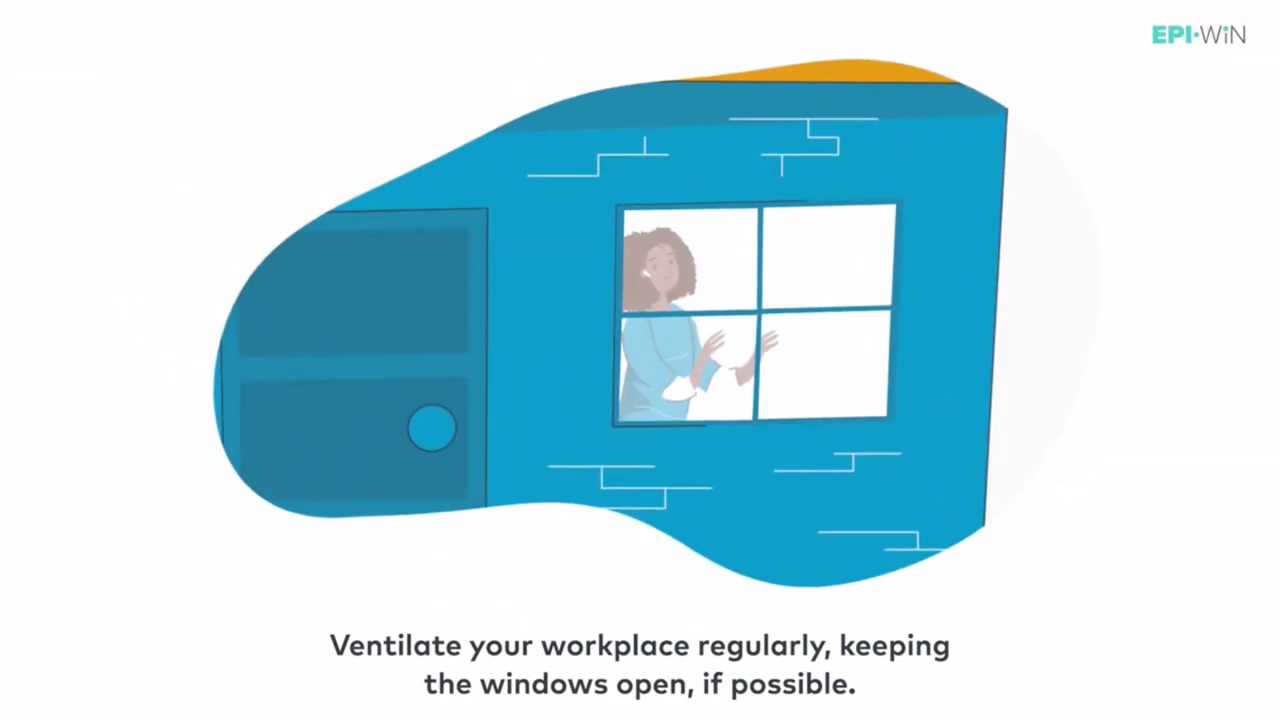 EPI·WiN
Ventilate your workplace regularly, keeping
the windows open, if possible.